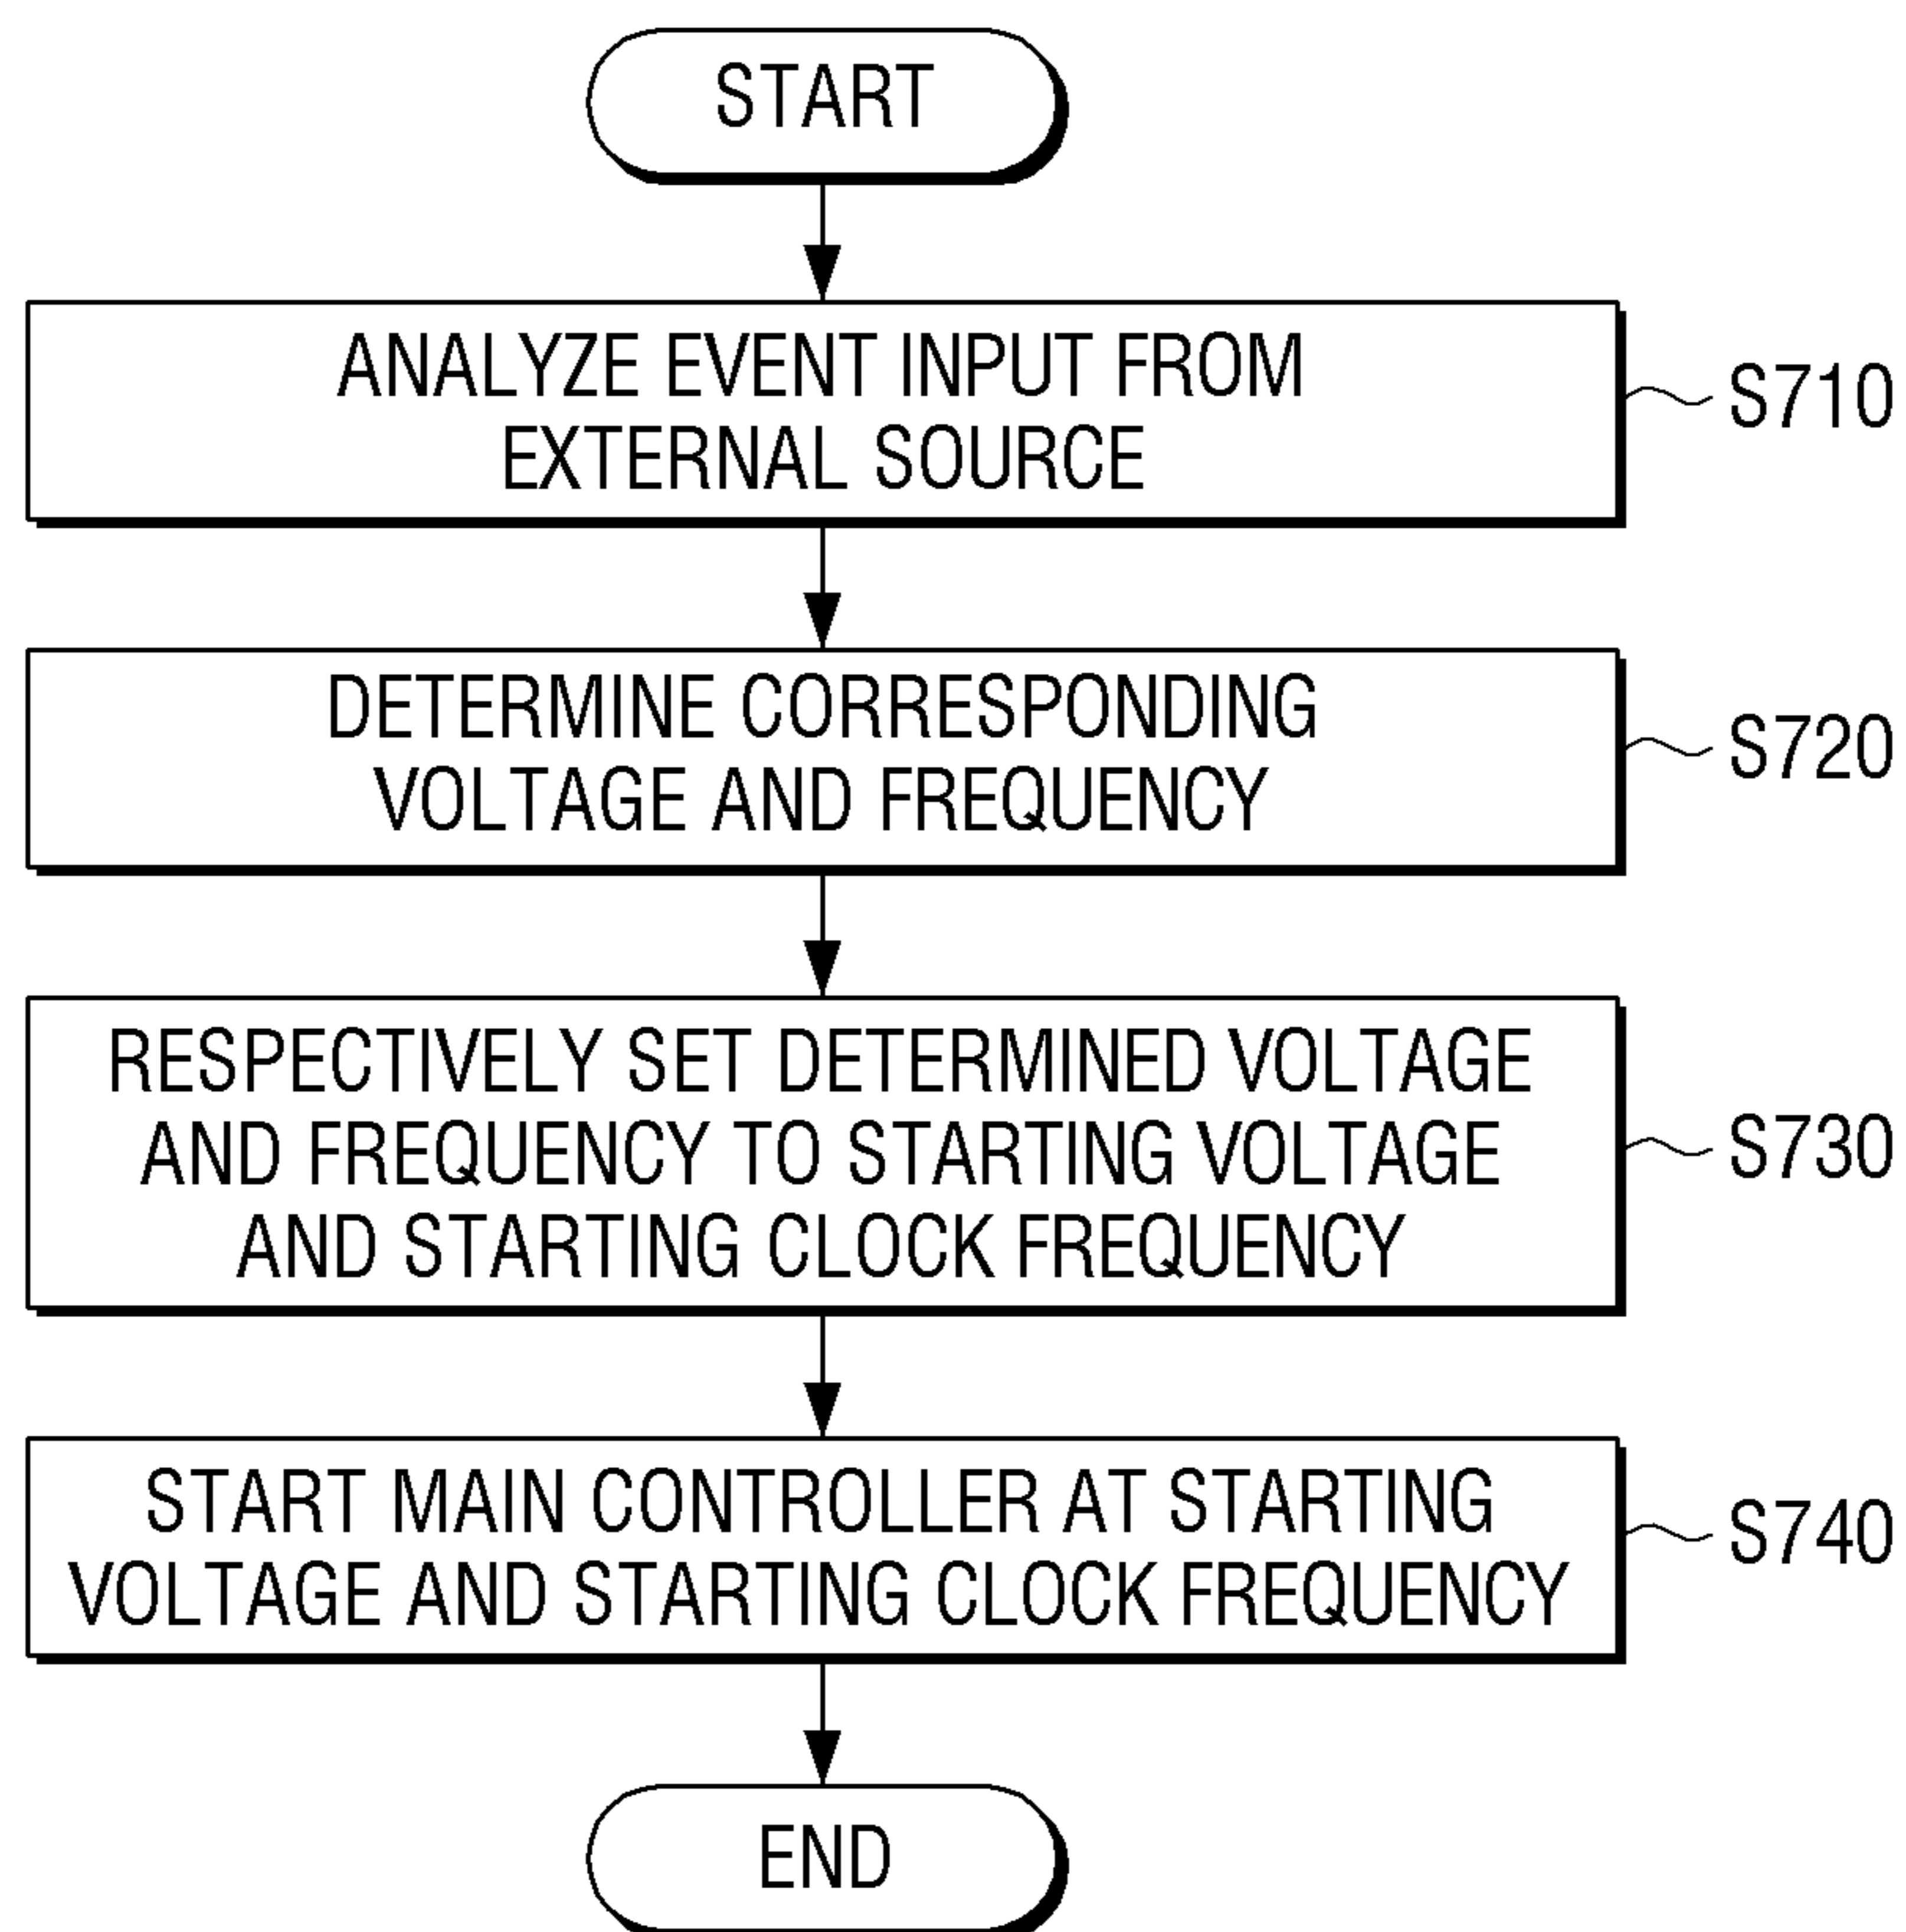 START
ANALYZE EVENT INPUT FROM
EXTERNAL SOURCE
S710
DETERMINE CORRESPONDING
VOLTAGE AND FREQUENCY
S720
RESPECTIVELY SET DETERMINED VOLTAGE
AND FREQUENCY TO STARTING VOLTAGE
AND STARTING CLOCK FREQUENCY
S730
START MAIN CONTROLLER AT STARTING
VOLTAGE AND STARTING CLOCK FREQUENCY
S740
END